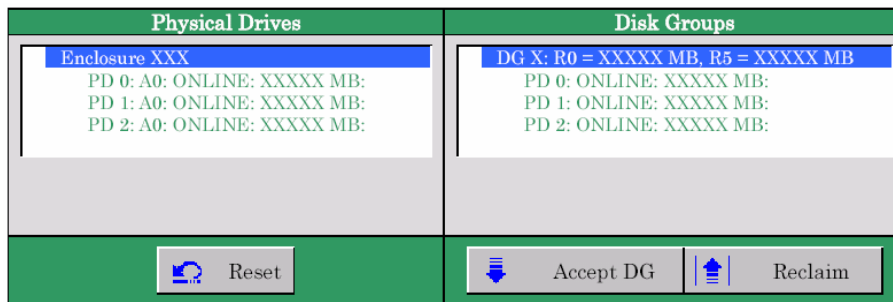 Physical Drives
Enclosure XXX
PD 0: A0: ONLINE: XXXXX MB:
PD 1: A0: ONLINE: XXXXX MB:
PD 2: A0: ONLINE: XXXXX MB:
Reset
Disk Groups
DG X: R0 = XXXXX MB, R5 = XXXXX MB
PD 0: ONLINE: XXXXX MB:
PD 1: ONLINE: XXXXX MB:
PD 2: ONLINE: XXXXX MB:
Accept DG
Reclaim